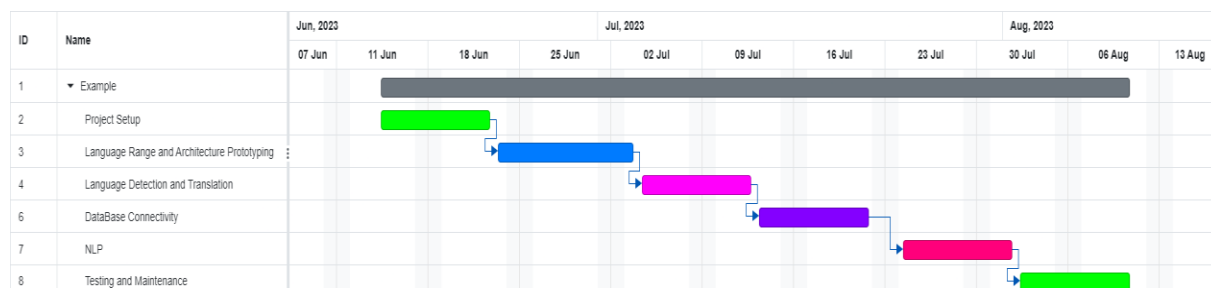 ID Name Jun, 2023 Jul, 2023 Aug, 2023
07 Jun 11 Jun 18 Jun 25 Jun 02 Jul 09 Jul 16 Jul 23 Jul 30 Jul 06 Aug 13 Aug
1 Example
2 Project Setup
3 Language Range and Architecture Prototyping
4 Language Detection and Translation
6 DataBase Connectivity
7 NLP
8 Testing and Maintenance